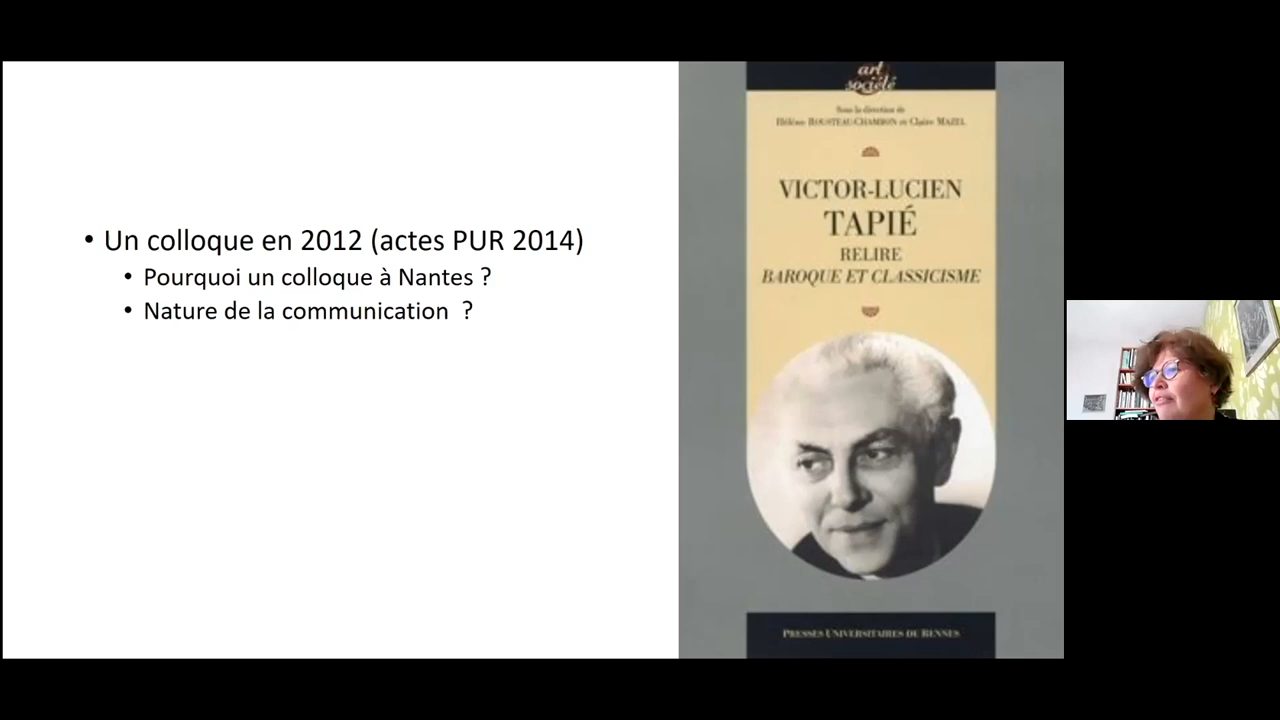 • Un colloque en 2012 (actes PUR 2014)
• Pourquoi un colloque à Nantes ?
• Nature de la communication ?
art
société
Sous la direction de
Hélène ROUSTEAU-CHAMBON et Claire MAZEL
VICTOR-LUCIEN
TAPIÉ
RELIRE
BAROQUE ET CLASSICISME
PRESSES UNIVERSITAIRES DE RENNES